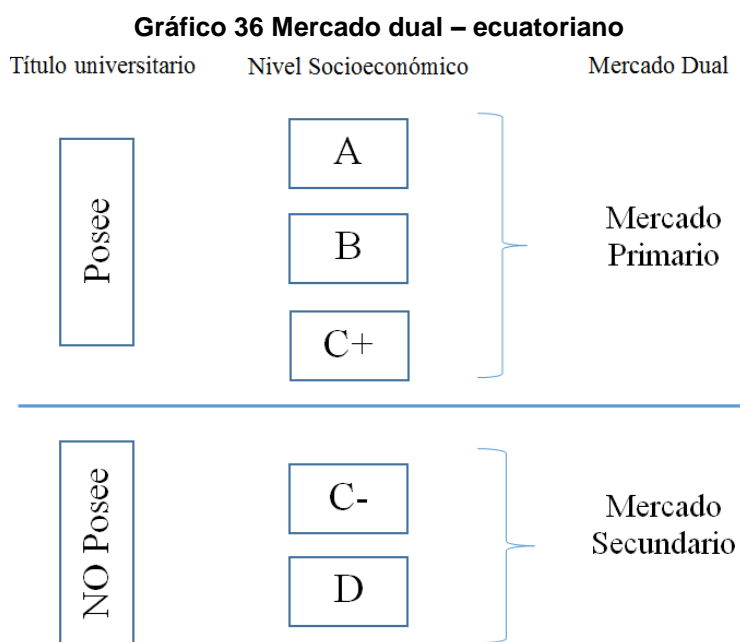 Gráfico 36 Mercado dual – ecuatoriano
Título universitario
Nivel Socioeconómico
Mercado Dual
Posee
A
B
C+
Mercado
Primario
NO Posee
C-
D
Mercado
Secundario